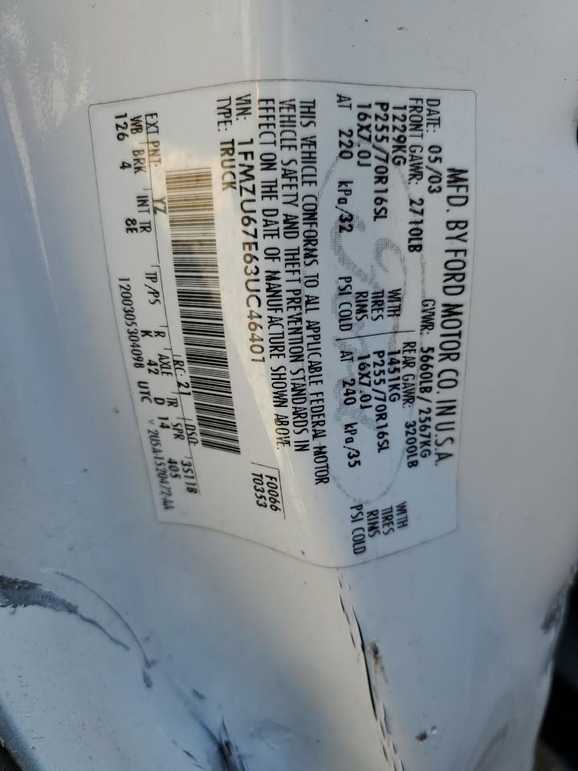 MFD. BY FORD MOTOR CO. IN U.S.A.
DATE: 05/03 GVWR: 5660LB/2567KG
FRONT GAWR: 2710LB REAR GAWR: 3200LB
1229KG WITH 1451KG WITH
P255/70R16SL TIRES P255/70R16SL TIRES
16X7.0J RIMS 16X7.0J RIMS
AT 220 kPa/32 PSI COLD AT 240 kPa/35 PSI COLD
THIS VEHICLE CONFORMS TO ALL APPLICABLE FEDERAL MOTOR
VEHICLE SAFETY AND THEFT PREVENTION STANDARDS IN
EFFECT ON THE DATE OF MANUFACTURE SHOWN ABOVE.
VIN: 1FMZU67E63UC46401 F0066
TYPE: TRUCK T0353
EXT PNT: YZ RC: 21 DSO: 3511B
WB BRK INT TR TP/PS R AXLE TR SPR
126 4 8E K 42 D 14 405
1200305304098 UTC